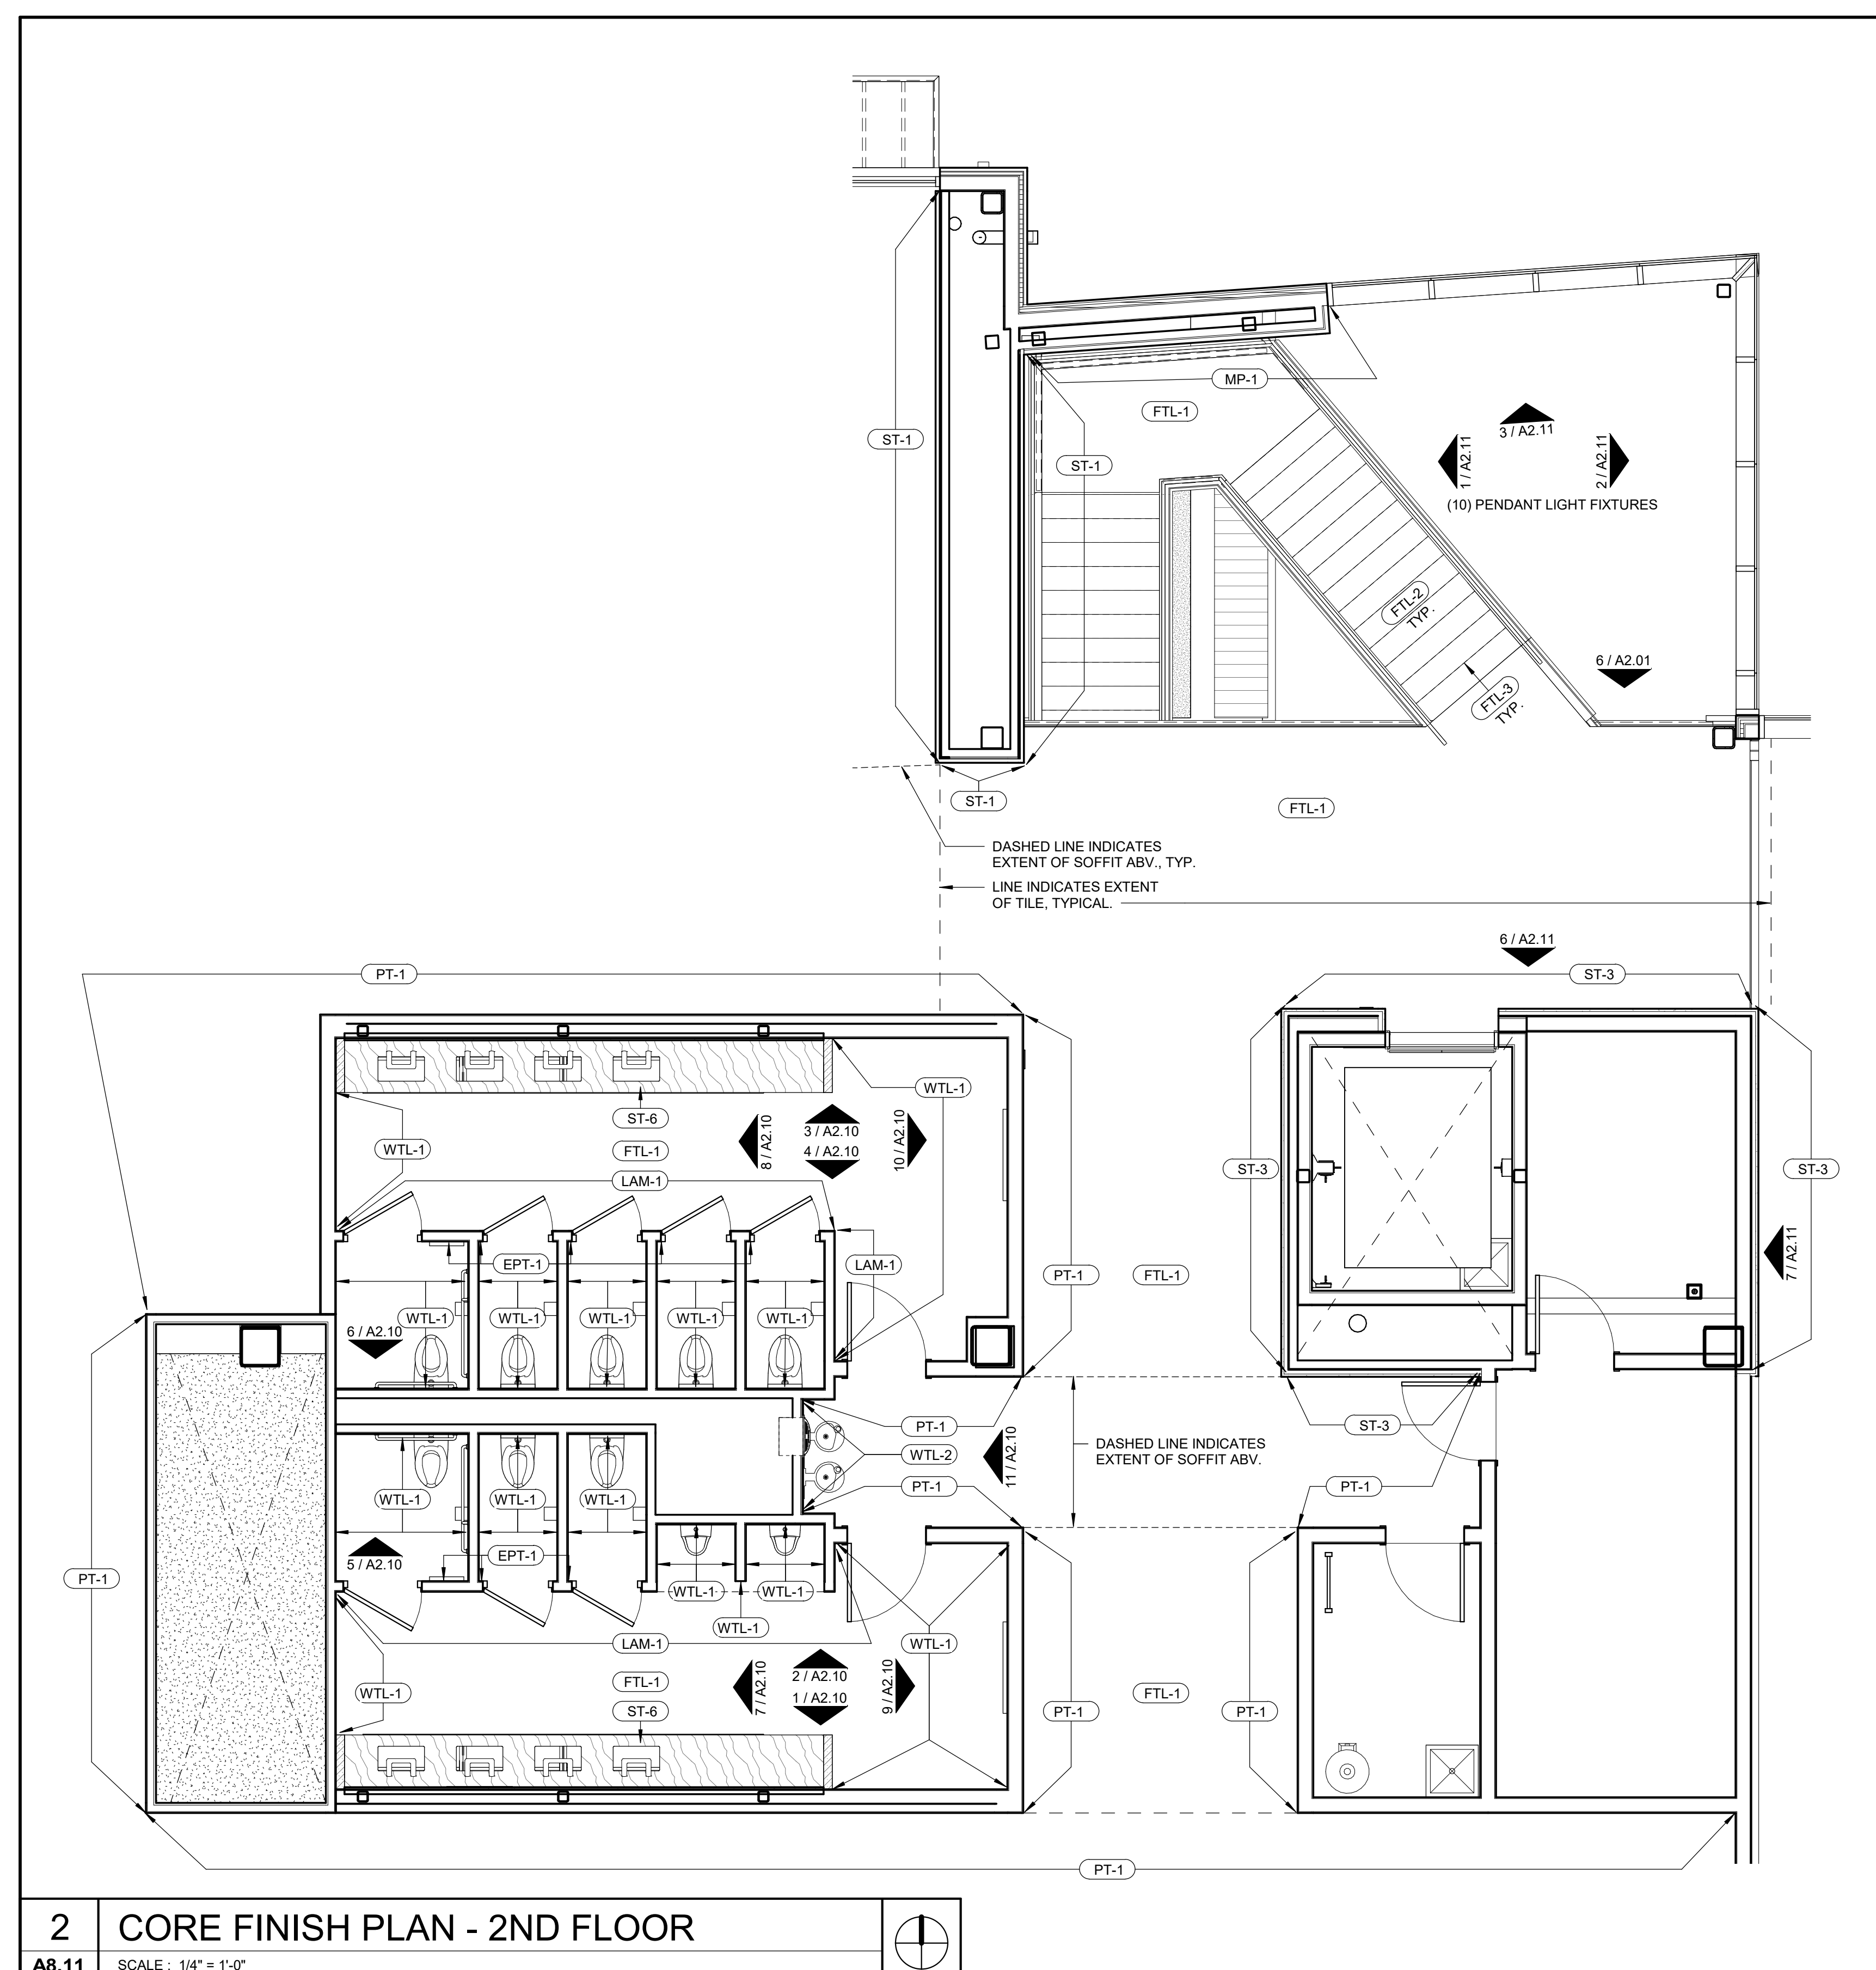 MP-1
FTL-1
3 / A2.11
ST-1
1 / A2.11
2 / A2.11
ST-1
(10) PENDANT LIGHT FIXTURES
FTL-2
TYP.
6 / A2.01
FTL-3
TYP.
ST-1
FTL-1
DASHED LINE INDICATES
EXTENT OF SOFFIT ABV., TYP.
LINE INDICATES EXTENT
OF TILE, TYPICAL.
6 / A2.11
PT-1
ST-3
WTL-1
ST-6
8 / A2.10
3 / A2.10
4 / A2.10
10 / A2.10
WTL-1
FTL-1
ST-3
ST-3
LAM-1
EPT-1
LAM-1
PT-1
FTL-1
7 / A2.11
WTL-1
WTL-1
WTL-1
WTL-1
WTL-1
6 / A2.10
PT-1
ST-3
WTL-2
11 / A2.10
DASHED LINE INDICATES
EXTENT OF SOFFIT ABV.
PT-1
PT-1
WTL-1
WTL-1
WTL-1
EPT-1
5 / A2.10
PT-1
WTL-1
WTL-1
WTL-1
LAM-1
WTL-1
FTL-1
2 / A2.10
1 / A2.10
7 / A2.10
9 / A2.10
WTL-1
FTL-1
ST-6
PT-1
PT-1
PT-1
2
CORE FINISH PLAN - 2ND FLOOR
A8.11
SCALE : 1/4" = 1'-0"